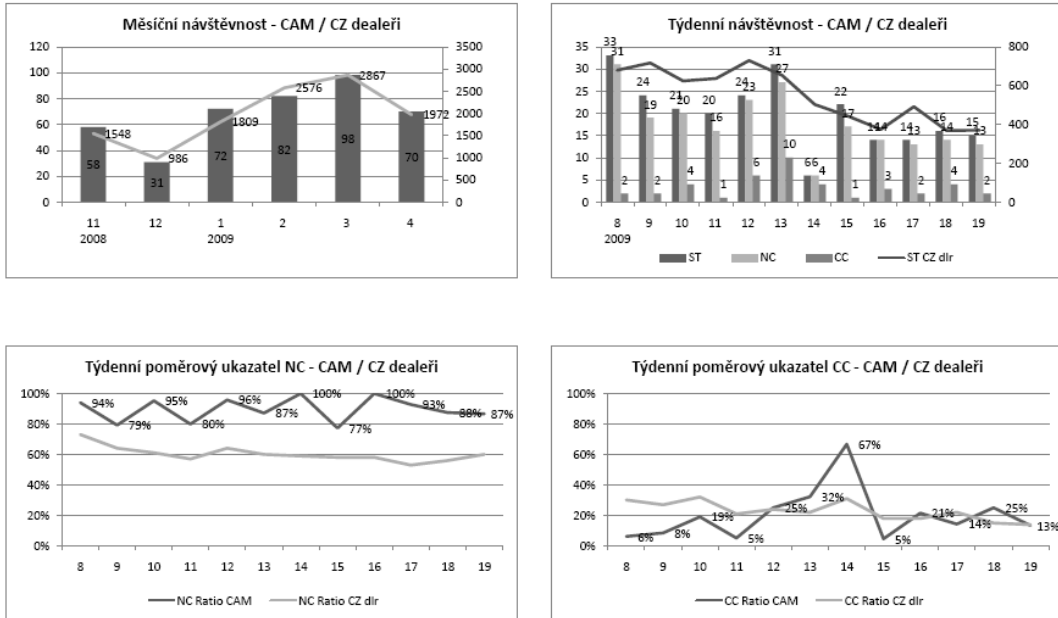 Měsíční návštěvnost - CAM / CZ dealeři
120 3500
100 3000
80 2500
60 2000
40 1500
20 1000
0 500
0
58 31 72 82 98 70
1548 986 1809 2576 2867 1972
11 12 1 2 3 4
2008 2009
Týdenní návštěvnost - CAM / CZ dealeři
35 800
30
25 600
20
15 400
10 200
5
0 0
33 31 2
24 19 2
21 20 4
20 16 1
24 23 6
31 27 10
6 6 4
22 17 1
14 14 3
14 13 2
16 14 4
15 13 2
8 9 10 11 12 13 14 15 16 17 18 19
2009
ST NC CC ST CZ dlr
Týdenní poměrový ukazatel NC - CAM / CZ dealeři
100%
80%
60%
40%
20%
0%
94% 79% 95% 80% 96% 87% 100% 77% 100% 93% 88% 87%
8 9 10 11 12 13 14 15 16 17 18 19
NC Ratio CAM NC Ratio CZ dlr
Týdenní poměrový ukazatel CC - CAM / CZ dealeři
100%
80%
60%
40%
20%
0%
6% 8% 19% 5% 25% 32% 67% 5% 21% 14% 25% 13%
8 9 10 11 12 13 14 15 16 17 18 19
CC Ratio CAM CC Ratio CZ dlr